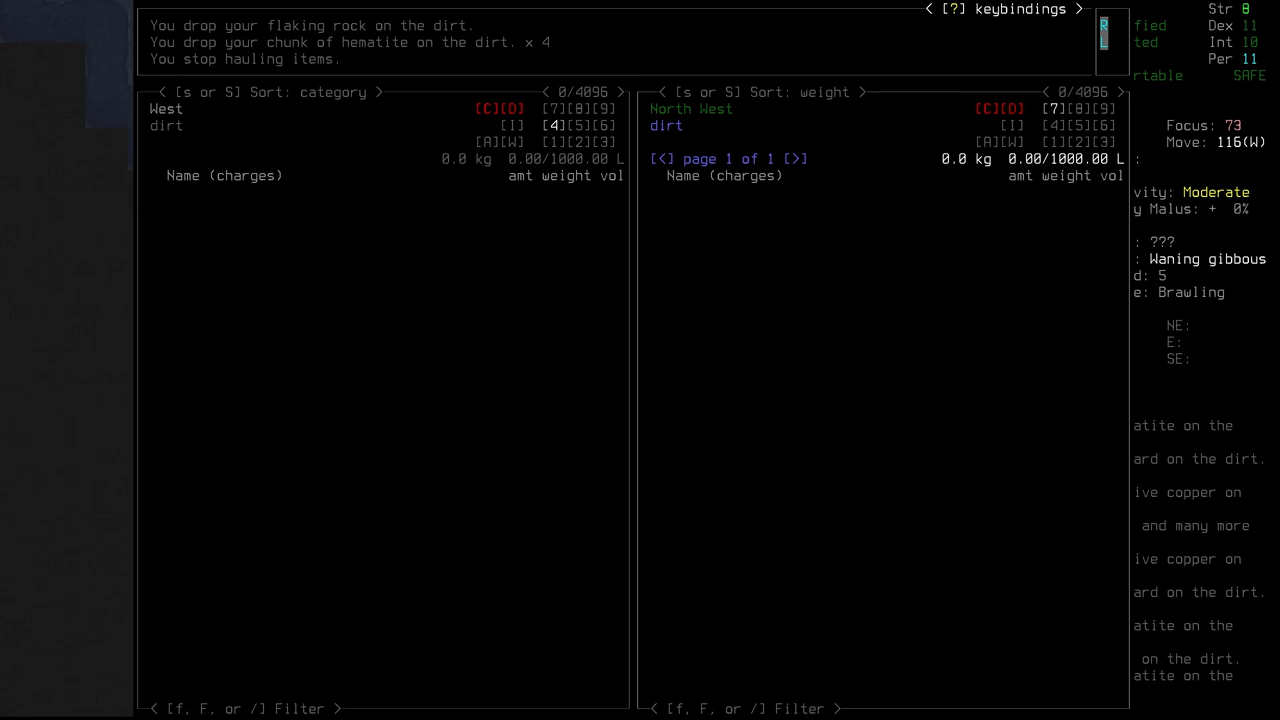 < [?] keybindings >
You drop your flaking rock on the dirt.
You drop your chunk of hematite on the dirt. x 4
You stop hauling items.
R
L
< [s or S] Sort: category > < 0/4096 >
West [C][D] [7][8][9]
dirt [I] [4][5][6]
[A][W] [1][2][3]
0.0 kg 0.00/1000.00 L
Name (charges) amt weight vol
< [f, F, or /] Filter >
< [s or S] Sort: weight > < 0/4096 >
North West [C][D] [7][8][9]
dirt [I] [4][5][6]
[A][W] [1][2][3]
[<] page 1 of 1 [>] 0.0 kg 0.00/1000.00 L
Name (charges) amt weight vol
< [f, F, or /] Filter >
Str 8
fied Dex 11
ted Int 10
Per 11
rtable SAFE
Focus: 73
Move: 116(W)
:
vity: Moderate
y Malus: + 0%
: ???
: Waning gibbous
d: 5
e: Brawling
NE:
E:
SE:
atite on the
ard on the dirt.
ive copper on
and many more
ive copper on
ard on the dirt.
atite on the
on the dirt.
atite on the